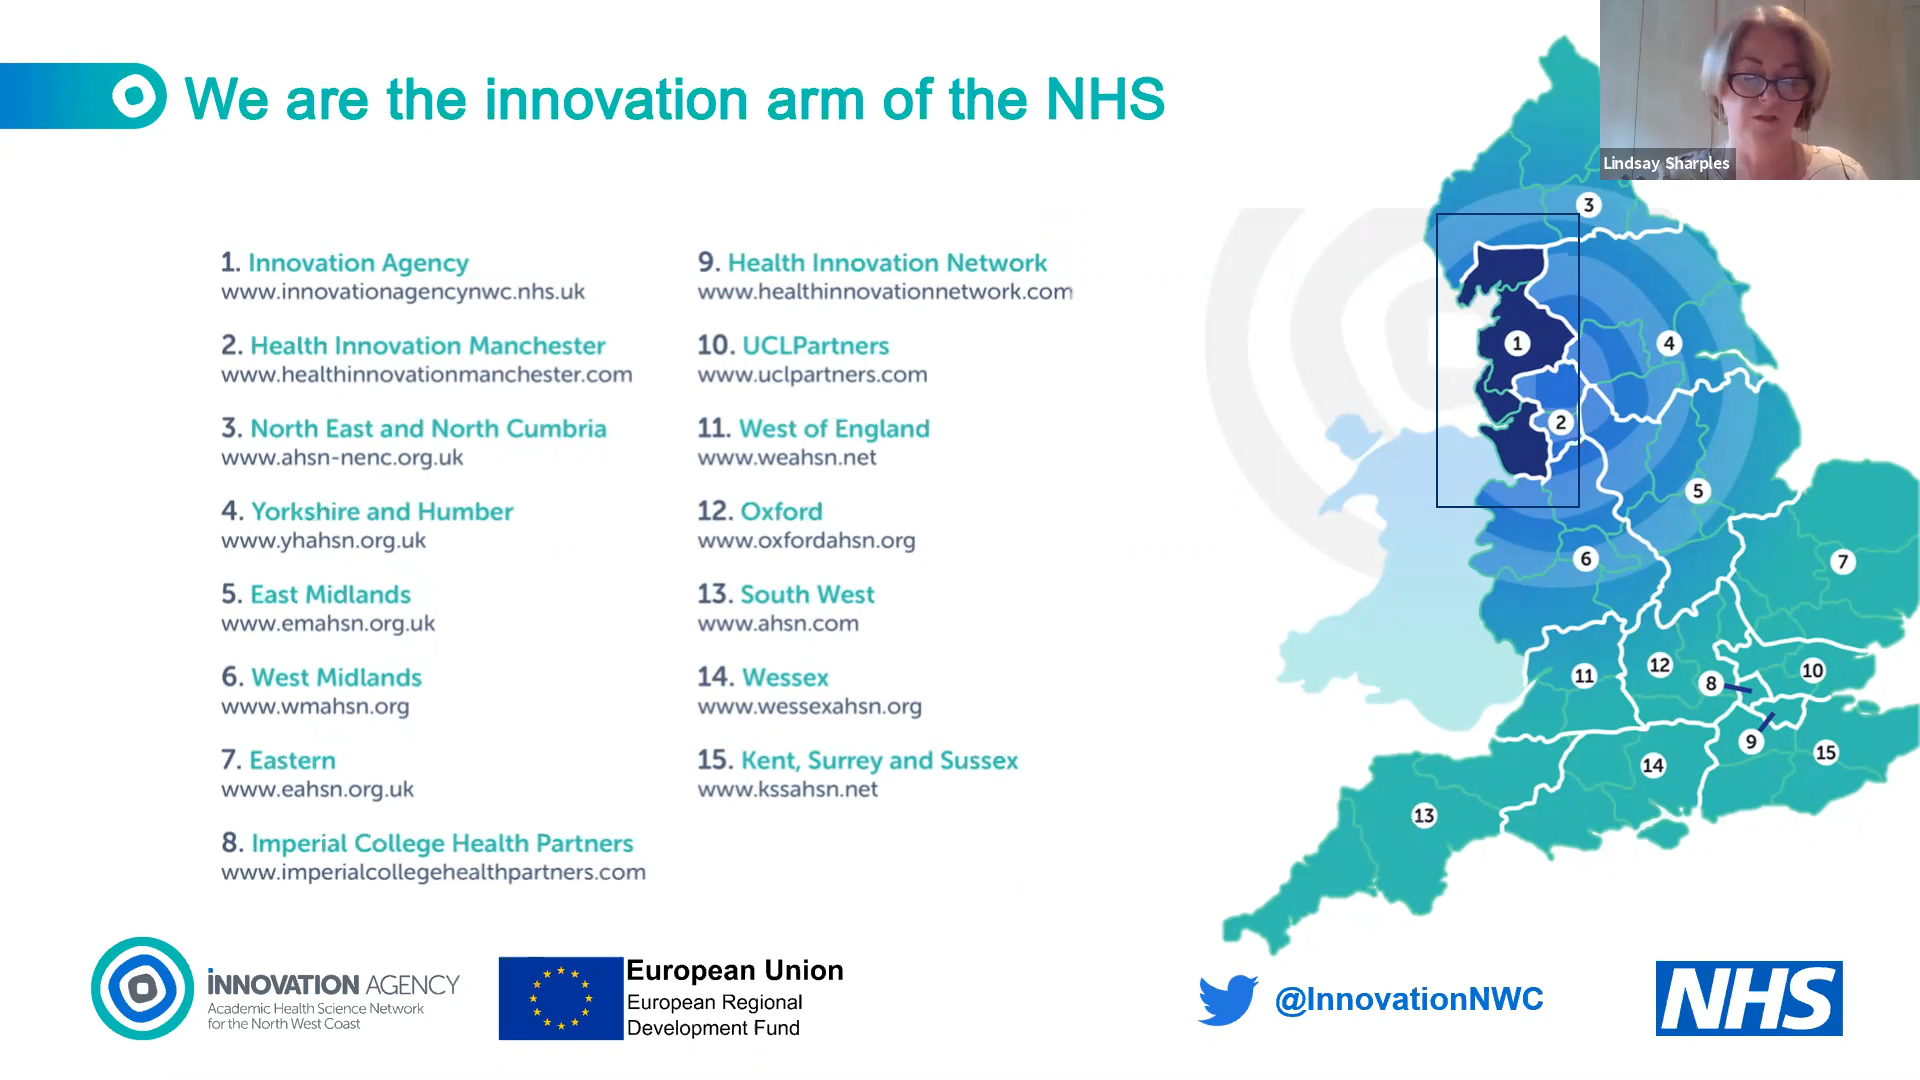 We are the innovation arm of the NHS
Lindsay Sharples
1. Innovation Agency
www.innovationagencynwc.nhs.uk
2. Health Innovation Manchester
www.healthinnovationmanchester.com
3. North East and North Cumbria
www.ahsn-nenc.org.uk
4. Yorkshire and Humber
www.yhahsn.org.uk
5. East Midlands
www.emahsn.org.uk
6. West Midlands
www.wmahsn.org
7. Eastern
www.eahsn.org.uk
8. Imperial College Health Partners
www.imperialcollegehealthpartners.com
9. Health Innovation Network
www.healthinnovationnetwork.com
10. UCLPartners
www.uclpartners.com
11. West of England
www.weahsn.net
12. Oxford
www.oxfordahsn.org
13. South West
www.ahsn.com
14. Wessex
www.wessexahsn.org
15. Kent, Surrey and Sussex
www.kssahsn.net
3
1
4
2
5
6
7
12
10
11
8
9
15
14
13
INNOVATION AGENCY
Academic Health Science Network
for the North West Coast
European Union
European Regional
Development Fund
@InnovationNWC
NHS